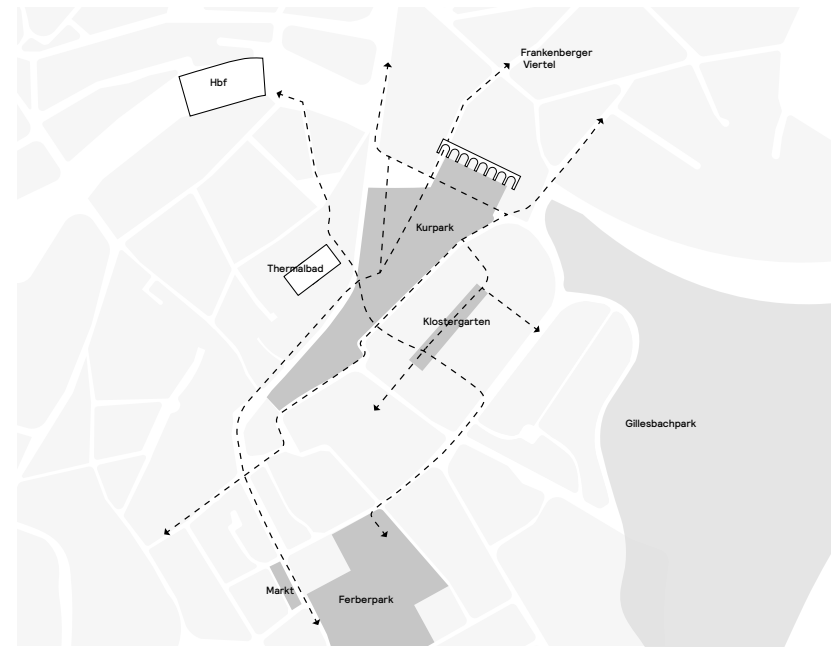 Frankenberger
Viertel
Hbf
Kurpark
Thermalbad
Klostergarten
Gillesbachpark
Markt
Ferberpark